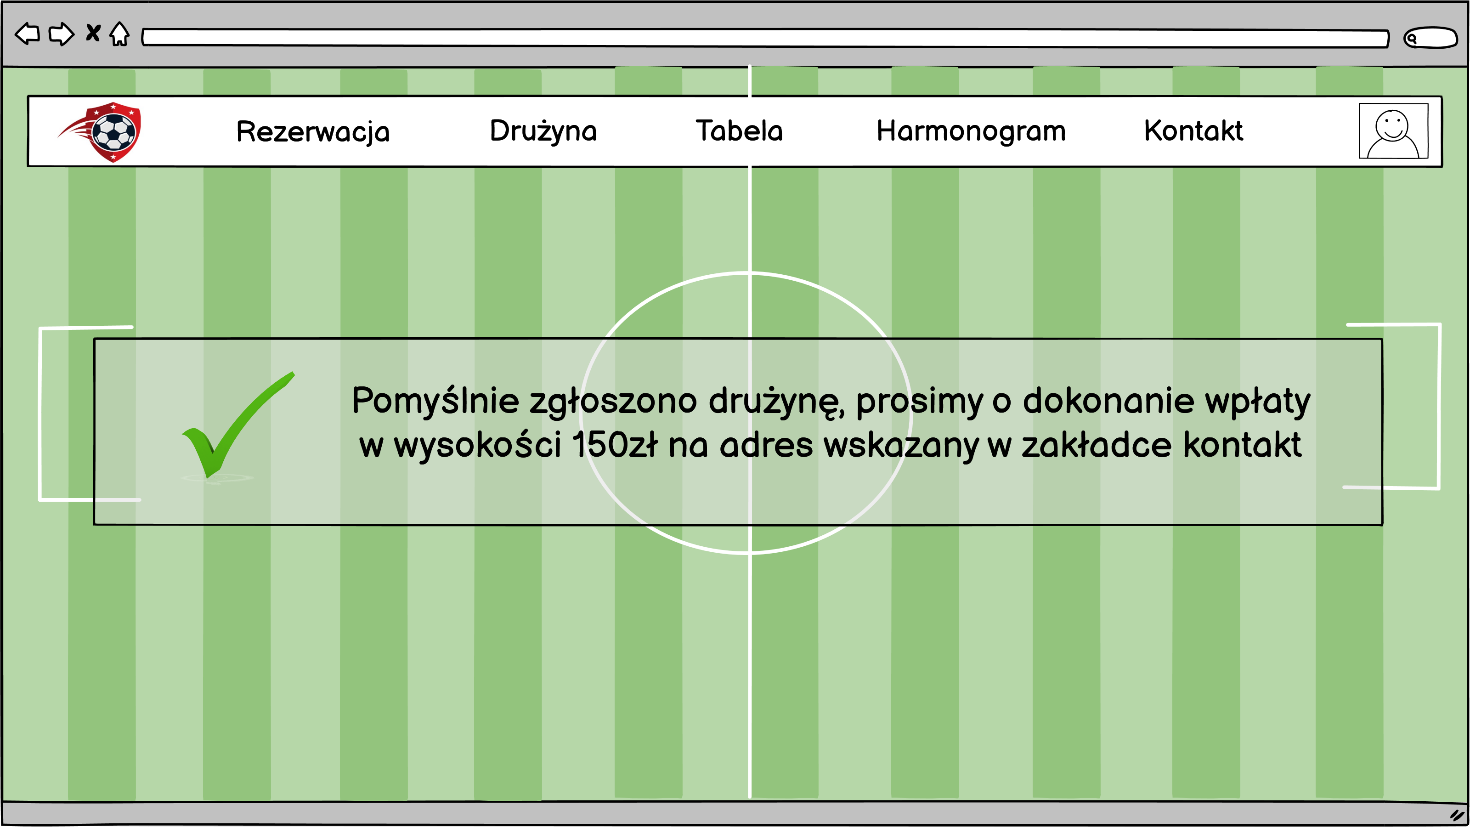 Rezerwacja Drużyna Tabela Harmonogram Kontakt
Pomyślnie zgłoszono drużynę, prosimy o dokonanie wpłaty
w wysokości 150zł na adres wskazany w zakładce kontakt